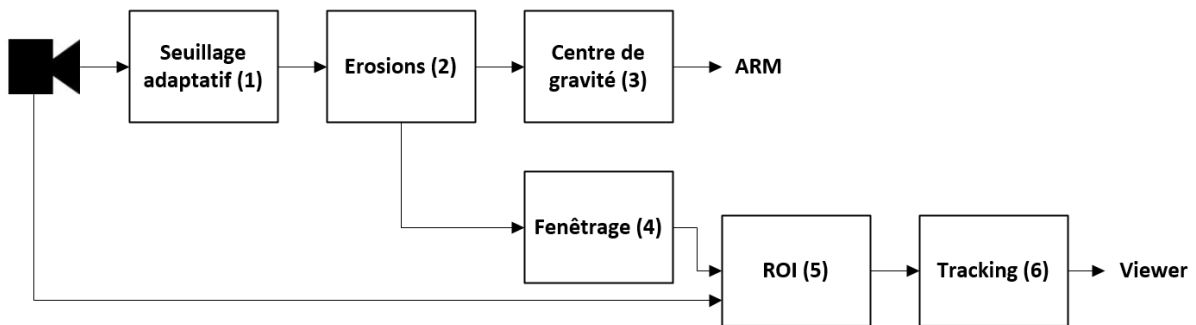 Seuillage
adaptatif (1)
Erosions (2)
Centre de
gravité (3)
ARM
Fenêtrage (4)
ROI (5)
Tracking (6)
Viewer